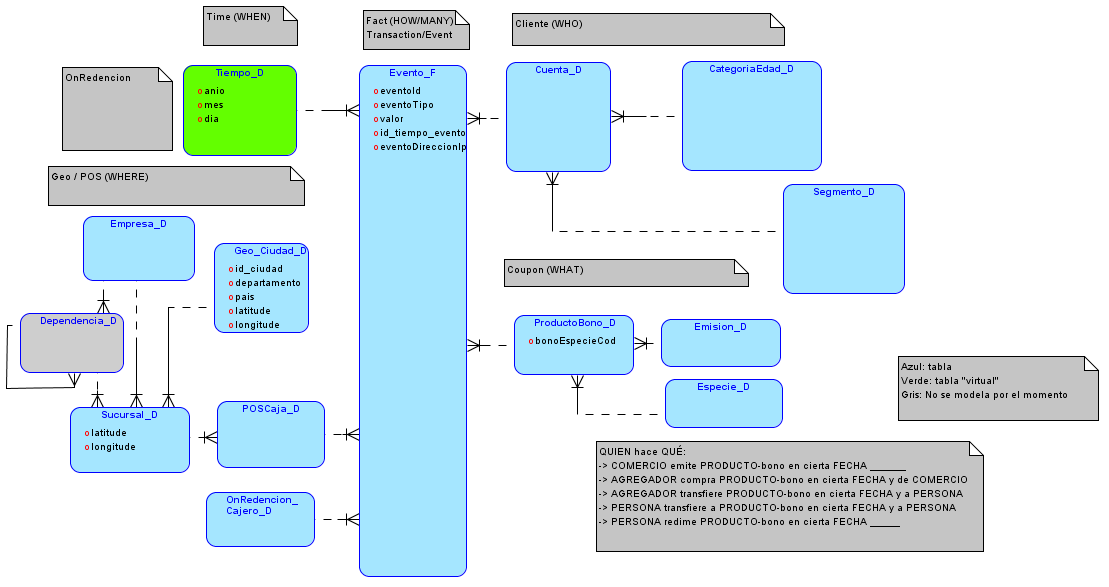 Time (WHEN)
Fact (HOW/MANY)
Transaction/Event
Cliente (WHO)
OnRedencion
Tiempo_D
anio
mes
dia
Evento_F
eventoId
eventoTipo
valor
id_tiempo_evento
eventoDireccionIp
Cuenta_D
CategoriaEdad_D
Geo / POS (WHERE)
Segmento_D
Empresa_D
Geo_Ciudad_D
id_ciudad
departamento
pais
latitude
longitude
Coupon (WHAT)
Dependencia_D
ProductoBono_D
bonoEspecieCod
Emision_D
Especie_D
Azul: tabla
Verde: tabla "virtual"
Gris: No se modela por el momento
Sucursal_D
latitude
longitude
POSCaja_D
OnRedencion_
Cajero_D
QUIEN hace QUÉ:
-> COMERCIO emite PRODUCTO-bono en cierta FECHA ______
-> AGREGADOR compra PRODUCTO-bono en cierta FECHA y de COMERCIO
-> AGREGADOR transfiere PRODUCTO-bono en cierta FECHA y a PERSONA
-> PERSONA transfiere a PRODUCTO-bono en cierta FECHA y a PERSONA
-> PERSONA redime PRODUCTO-bono en cierta FECHA _____